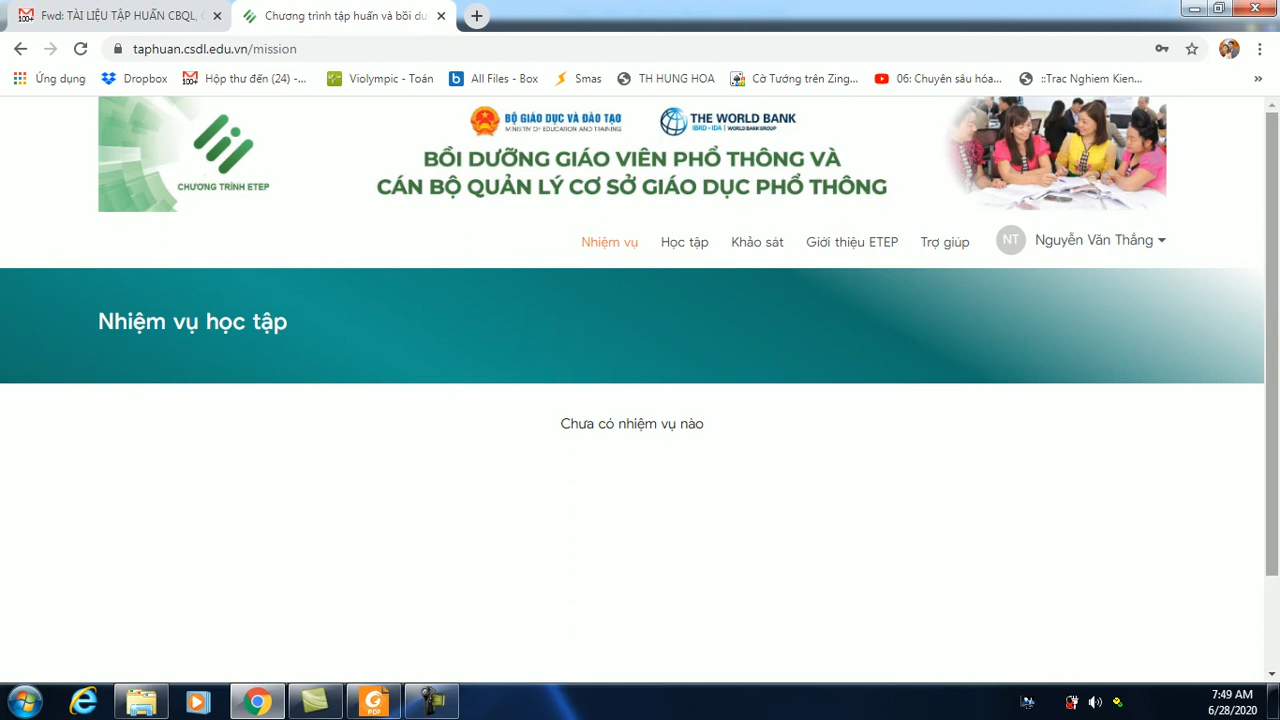 Fwd: TÀI LIỆU TẬP HUẤN CBQL, 
Chương trình tập huấn và bồi dư
taphuan.csdl.edu.vn/mission
Ứng dụng
Dropbox
Hộp thư đến (24) -...
Violympic - Toán
All Files - Box
Smas
TH HUNG HOA
Cờ Tướng trên Zing...
06: Chuyên sâu hóa...
::Trac Nghiem Kien...
»
CHƯƠNG TRÌNH ETEP
BỘ GIÁO DỤC VÀ ĐÀO TẠO
MINISTRY OF EDUCATION AND TRAINING
THE WORLD BANK
IBRD - IDA | WORLD BANK GROUP
BỒI DƯỠNG GIÁO VIÊN PHỔ THÔNG VÀ
CÁN BỘ QUẢN LÝ CƠ SỞ GIÁO DỤC PHỔ THÔNG
Nhiệm vụ
Học tập
Khảo sát
Giới thiệu ETEP
Trợ giúp
NT
Nguyễn Văn Thắng
Nhiệm vụ học tập
Chưa có nhiệm vụ nào
PDF
7:49 AM
6/28/2020